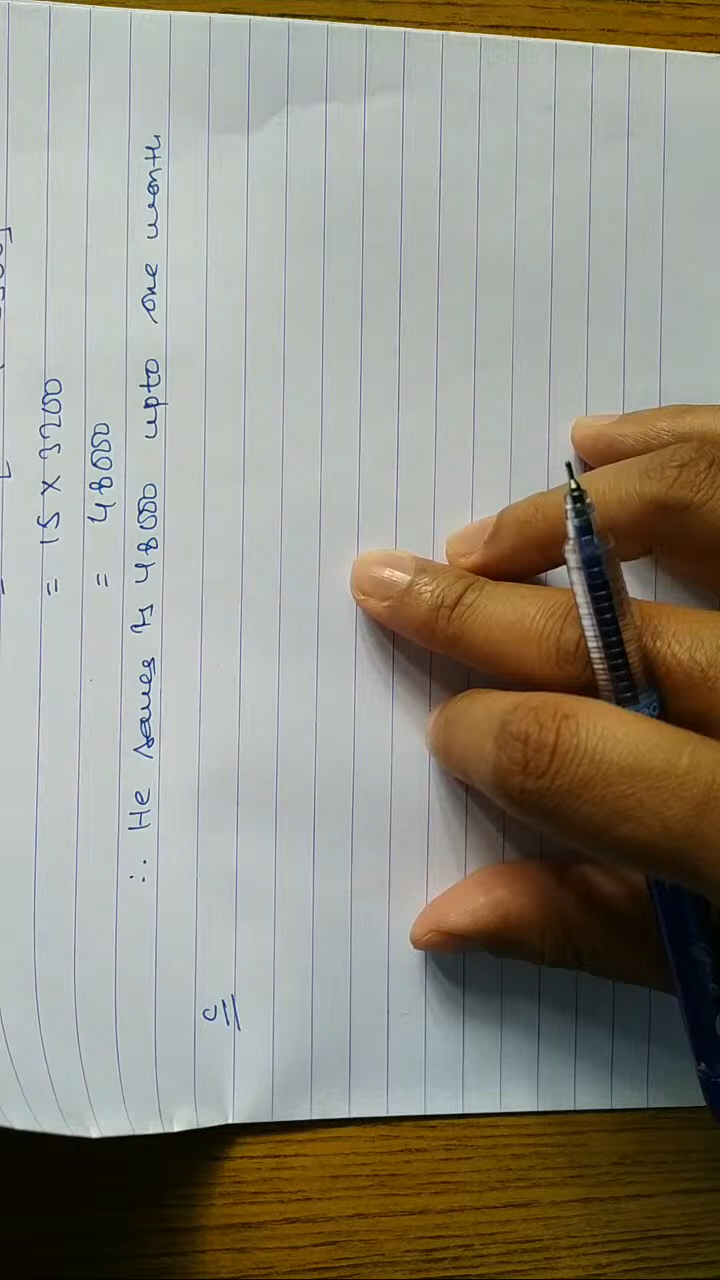 = 15 × 3200
= 48000
∴ He saves ₹ 48000 upto one month
C